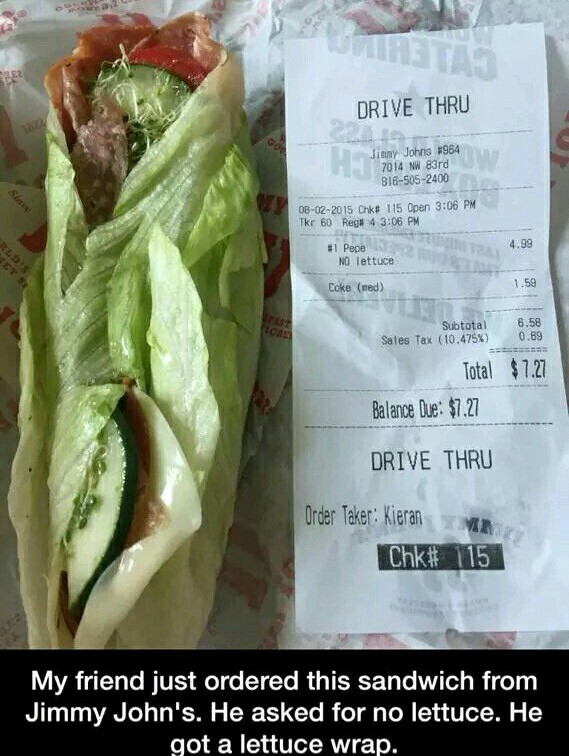 DRIVE THRU
Jimmy Johns #964
7014 NW 83rd
816-505-2400
08-02-2015 Chk# 115 Open 3:06 PM
Tkr 60 Reg# 4 3:06 PM
#1 Pepe 4.99
NO lettuce
Coke (med) 1.59
Subtotal 6.58
Sales Tax (10.475%) 0.69
Total $7.27
Balance Due: $7.27
DRIVE THRU
Order Taker: Kieran
Chk# 115
My friend just ordered this sandwich from
Jimmy John's. He asked for no lettuce. He
got a lettuce wrap.